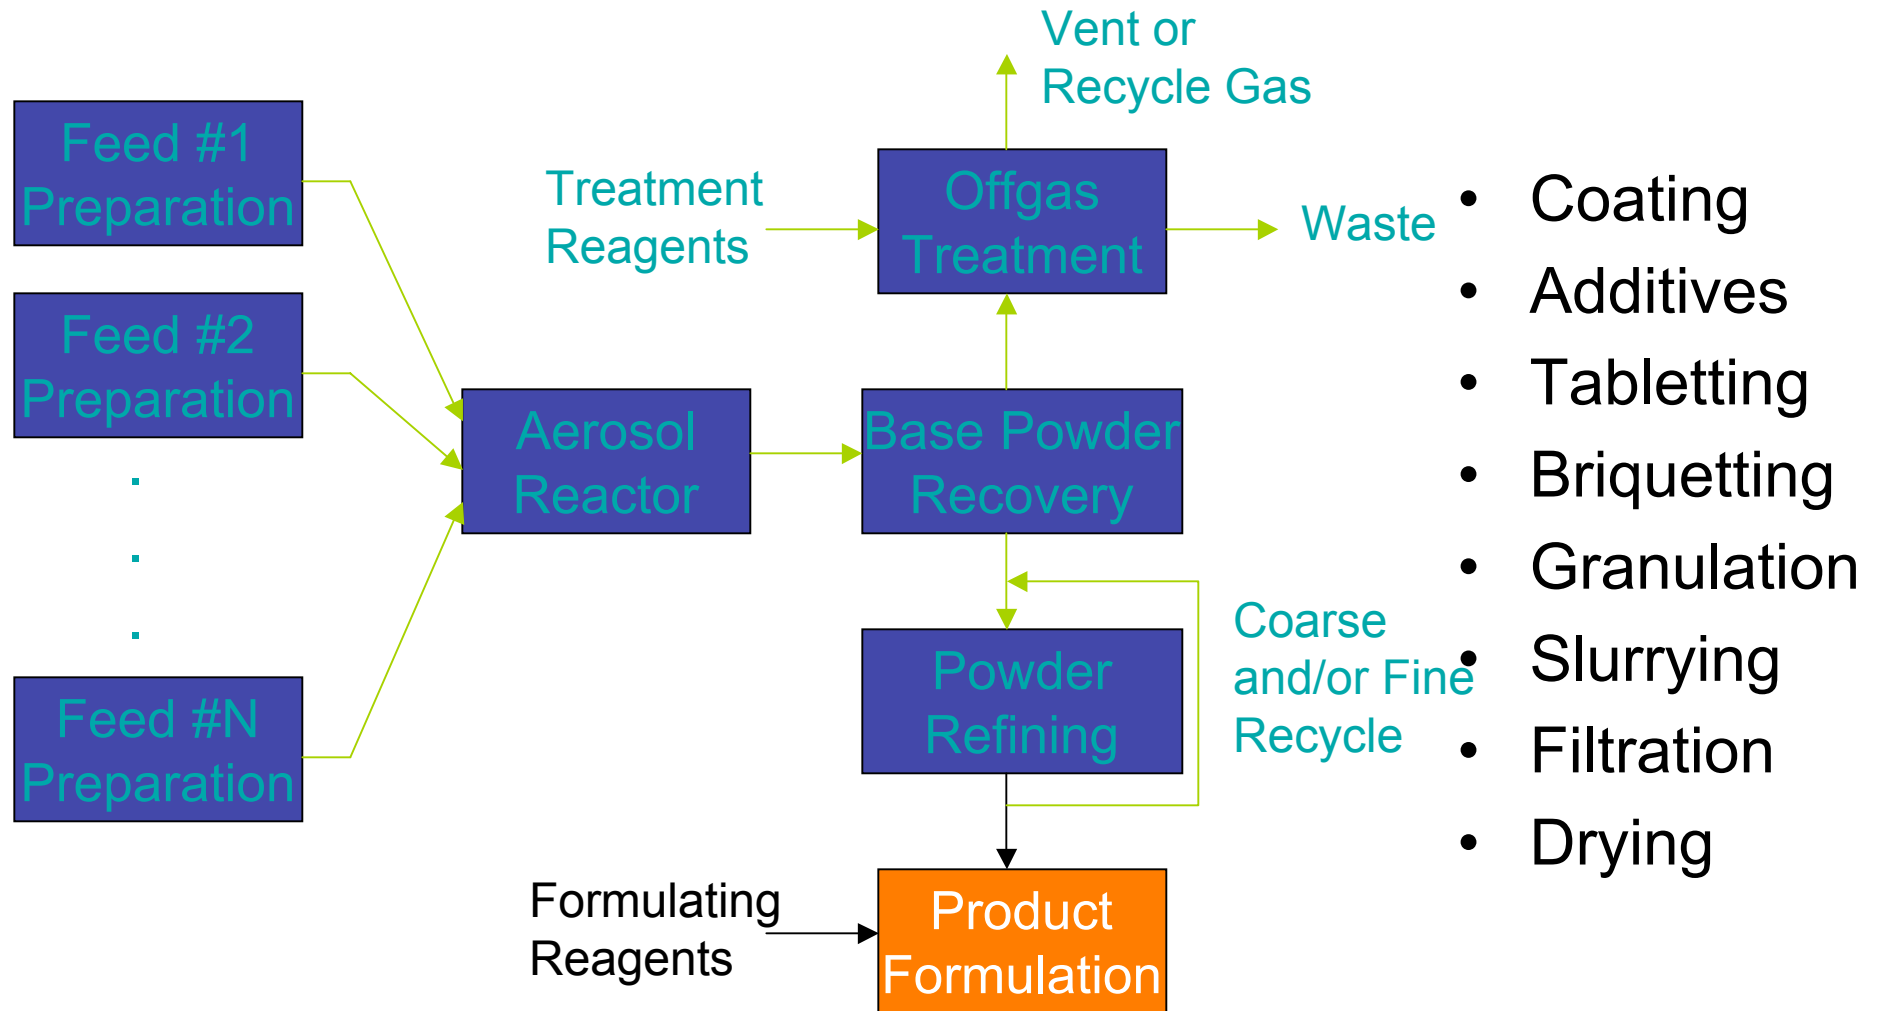 Vent or
Recycle Gas
Feed #1
Preparation
Treatment
Reagents
Offgas
Treatment
Waste
Feed #2
Preparation
.
.
.
Aerosol
Reactor
Base Powder
Recovery
Feed #N
Preparation
Powder
Refining
Coarse
and/or Fine
Recycle
Formulating
Reagents
Product
Formulation
• Coating
• Additives
• Tabletting
• Briquetting
• Granulation
• Slurrying
• Filtration
• Drying